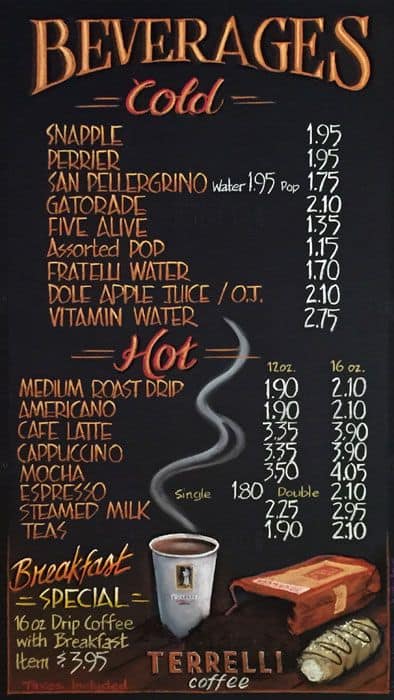 BEVERAGES
Cold
SNAPPLE 1.95
PERRIER 1.95
SAN PELLERGRINO Water 1.95 Pop 1.75
GATORADE 2.10
FIVE ALIVE 1.35
Assorted POP 1.15
FRATELLI WATER 1.70
DOLE APPLE JUICE / O.J. 2.10
VITAMIN WATER 2.75
Hot
12oz. 16 oz.
MEDIUM ROAST DRIP 1.90 2.10
AMERICANO 1.90 2.10
CAFE LATTE 3.35 3.90
CAPPUCCINO 3.35 3.90
MOCHA 3.50 4.05
ESPRESSO Single 1.80 Double 2.10
STEAMED MILK 2.25 2.95
TEAS 1.90 2.10
Breakfast
SPECIAL
16 oz Drip Coffee
with Breakfast
Item $3.95
Taxes Included
TERRELLI
coffee